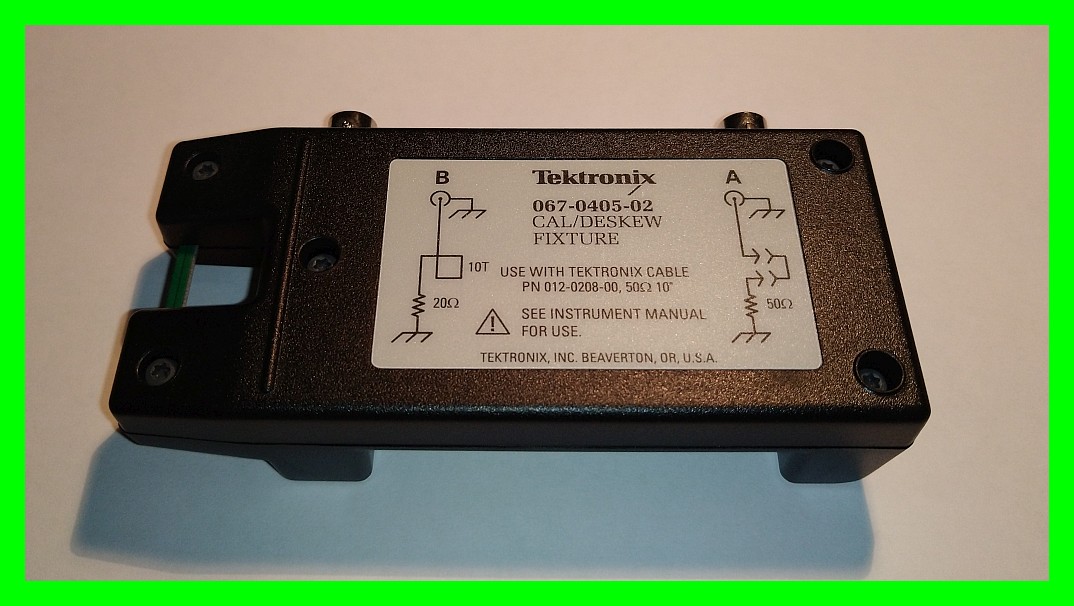 B
Tektronix
A
067-0405-02
CAL/DESKEW
FIXTURE
10T
USE WITH TEKTRONIX CABLE
PN 012-0208-00, 50Ω 10"
20Ω
50Ω
SEE INSTRUMENT MANUAL
FOR USE.
TEKTRONIX, INC. BEAVERTON, OR, U.S.A.